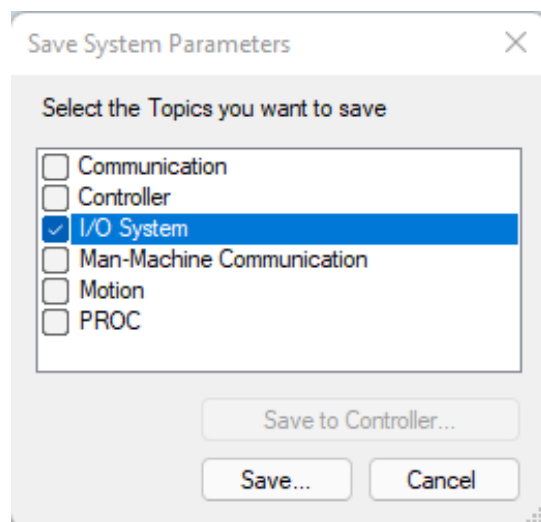 Save System Parameters
Select the Topics you want to save
Communication
Controller
I/O System
Man-Machine Communication
Motion
PROC
Save to Controller...
Save... Cancel